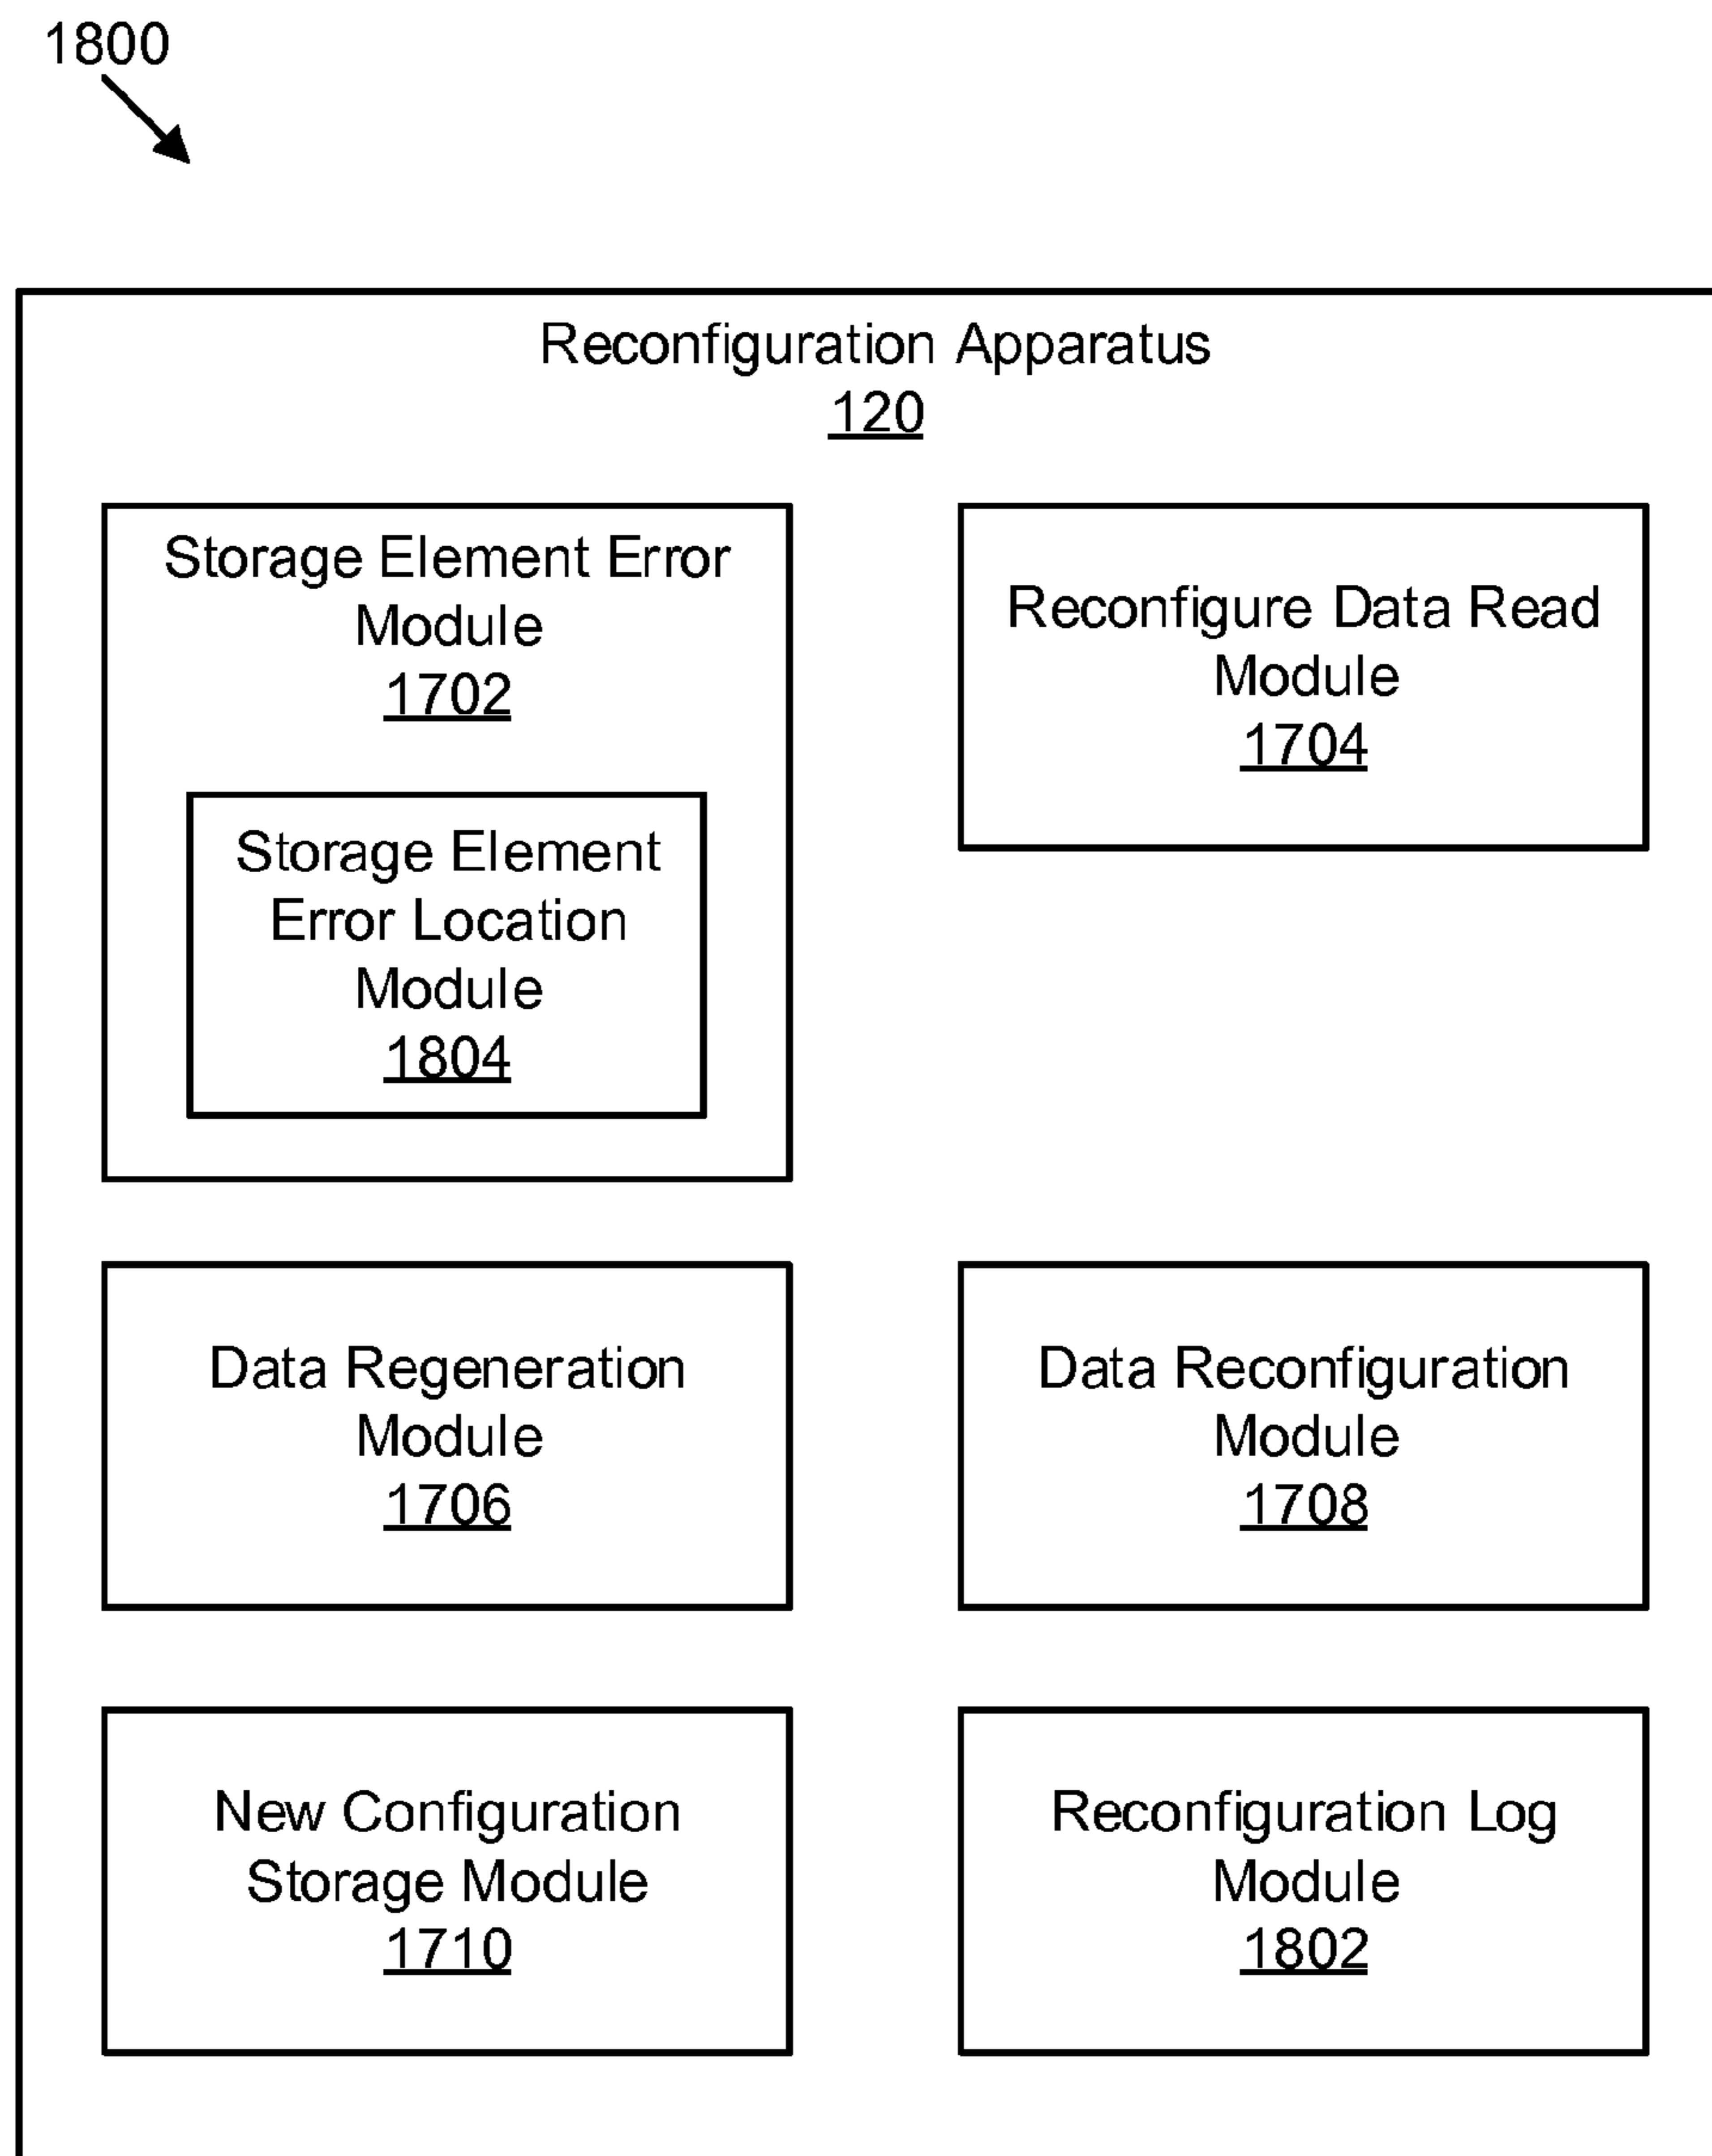 1800
Reconfiguration Apparatus
120
Storage Element Error
Module
1702
Storage Element
Error Location
Module
1804
Reconfigure Data Read
Module
1704
Data Regeneration
Module
1706
Data Reconfiguration
Module
1708
New Configuration
Storage Module
1710
Reconfiguration Log
Module
1802